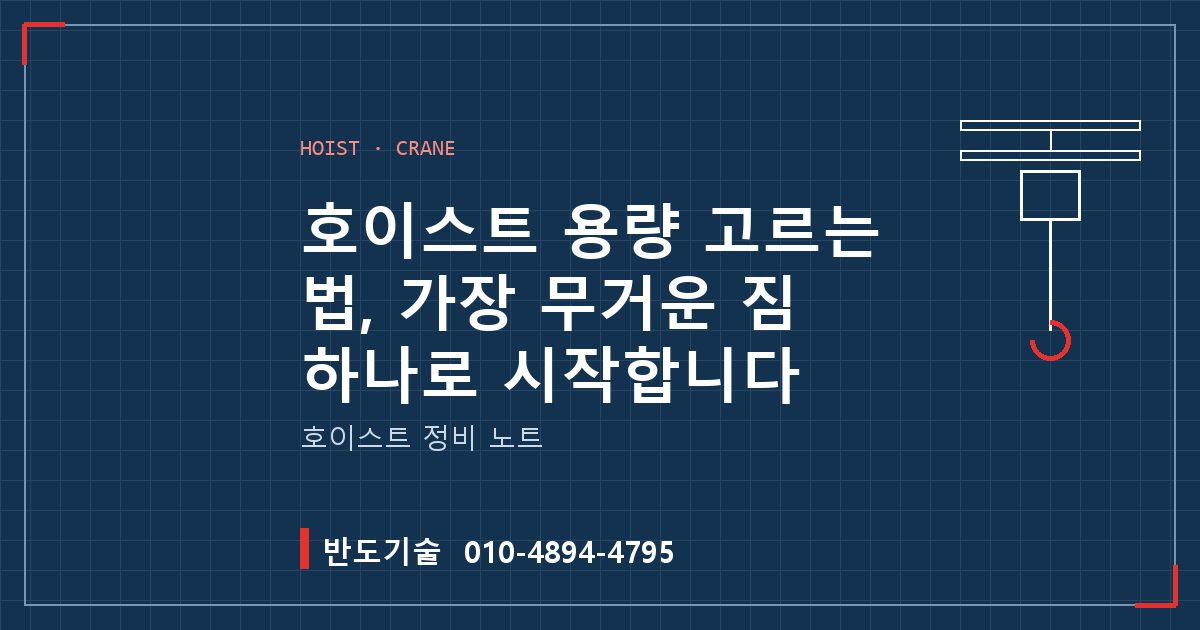 HOIST · CRANE
호이스트 용량 고르는
법, 가장 무거운 짐
하나로 시작합니다
호이스트 정비 노트
반도기술 010-4894-4795